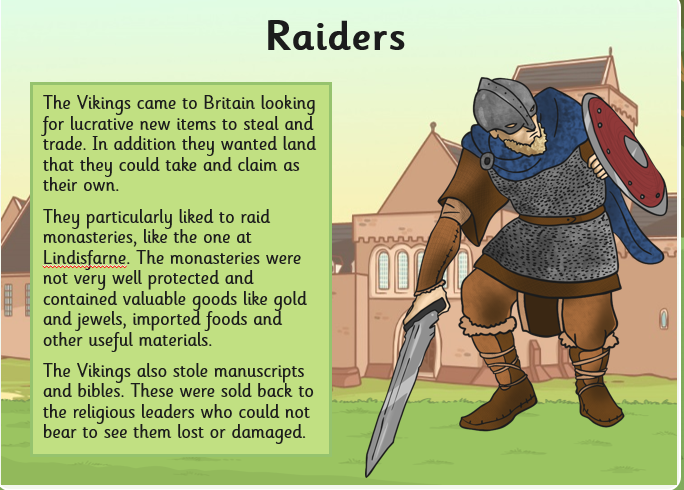 Raiders
The Vikings came to Britain looking
for lucrative new items to steal and
trade. In addition they wanted land
that they could take and claim as
their own.
They particularly liked to raid
monasteries, like the one at
Lindisfarne. The monasteries were
not very well protected and
contained valuable goods like gold
and jewels, imported foods and
other useful materials.
The Vikings also stole manuscripts
and bibles. These were sold back to
the religious leaders who could not
bear to see them lost or damaged.